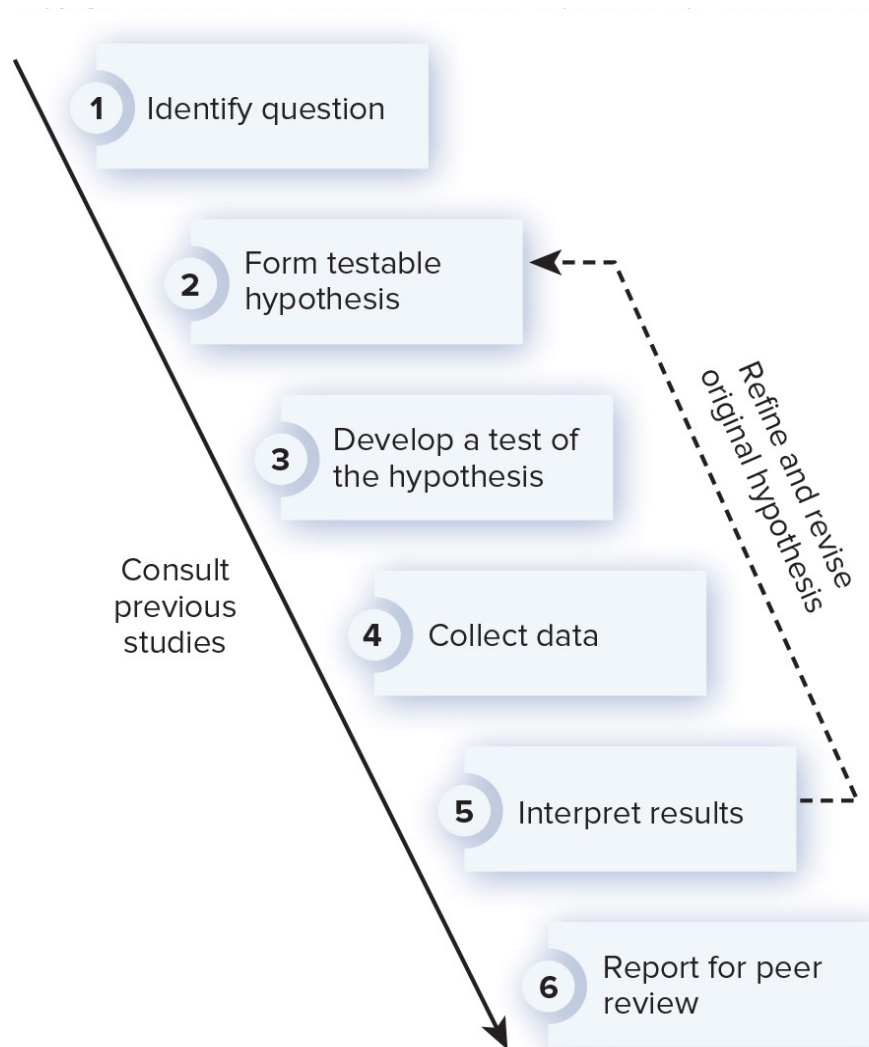 1 Identify question
2 Form testable
hypothesis
3 Develop a test of
the hypothesis
Refine and revise
original hypothesis
Consult
previous
studies
4 Collect data
5 Interpret results
6 Report for peer
review